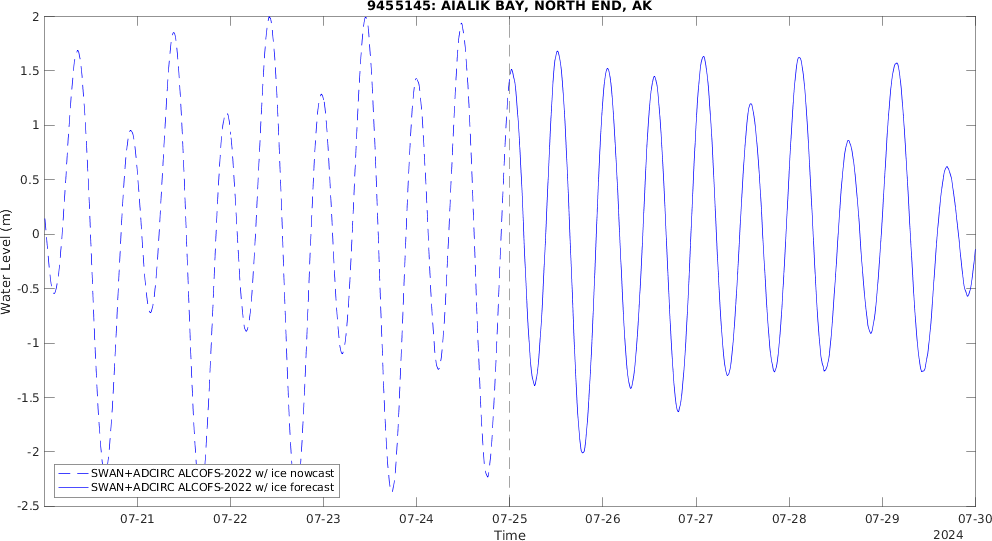 9455145: AIALIK BAY, NORTH END, AK
2
1.5
1
0.5
0
-0.5
-1
-1.5
-2
-2.5
Water Level (m)
SWAN+ADCIRC ALCOFS-2022 w/ ice nowcast
SWAN+ADCIRC ALCOFS-2022 w/ ice forecast
07-21 07-22 07-23 07-24 07-25 07-26 07-27 07-28 07-29 07-30
Time
2024